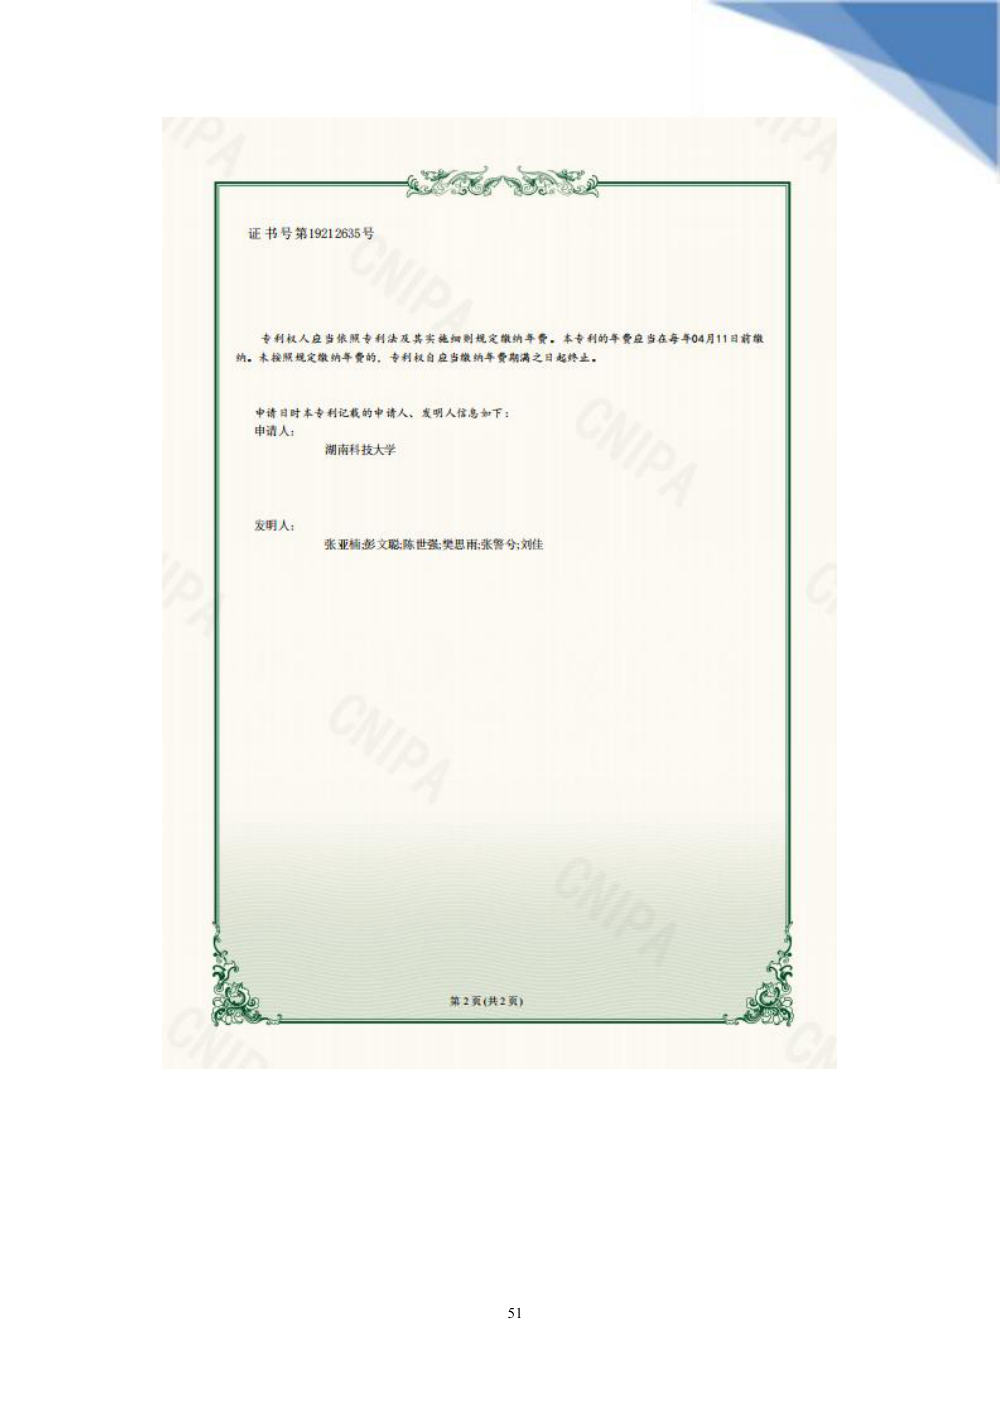 证书号第19212635号
专利权人应当依照专利法及其实施细则规定缴纳年费。本专利的年费应当在每年04月11日前缴
纳。未按照规定缴纳年费的,专利权自应当缴纳年费期满之日起终止。
申请日时本专利记载的申请人、发明人信息如下:
申请人:
湖南科技大学
发明人:
张亚楠;彭文聪;陈世强;樊思雨;张警兮;刘佳
第2页(共2页)
CNIPA
CNIPA
CNIPA
CNIPA
51